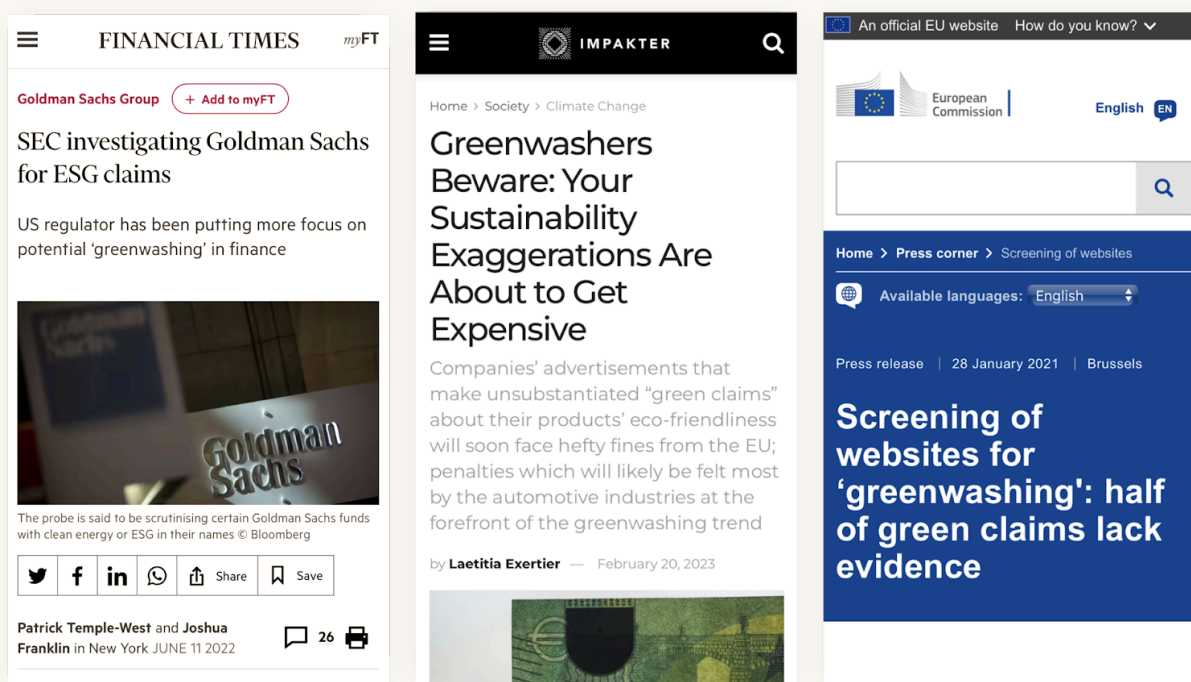 FINANCIAL TIMES
myFT
Goldman Sachs Group
+ Add to myFT
SEC investigating Goldman Sachs
for ESG claims
US regulator has been putting more focus on
potential ‘greenwashing’ in finance
Goldman
Sachs
Goldman
Sachs
The probe is said to be scrutinising certain Goldman Sachs funds
with clean energy or ESG in their names © Bloomberg
Share
Save
Patrick Temple-West and Joshua
Franklin in New York JUNE 11 2022
26
IMPAKTER
Home > Society > Climate Change
Greenwashers
Beware: Your
Sustainability
Exaggerations Are
About to Get
Expensive
Companies’ advertisements that
make unsubstantiated “green claims”
about their products’ eco-friendliness
will soon face hefty fines from the EU;
penalties which will likely be felt most
by the automotive industries at the
forefront of the greenwashing trend
by Laetitia Exertier — February 20, 2023
An official EU website How do you know?
European
Commission
English EN
Home > Press corner > Screening of websites
Available languages: English
Press release | 28 January 2021 | Brussels
Screening of
websites for
‘greenwashing': half
of green claims lack
evidence